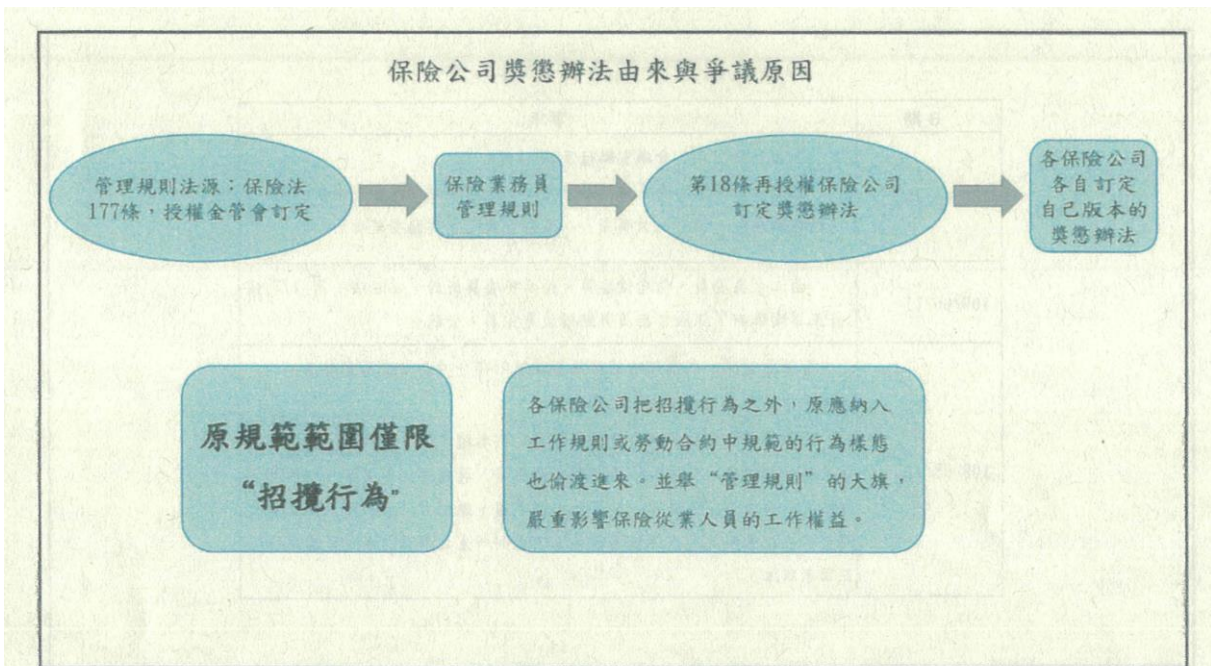 保險公司獎懲辦法由來與爭議原因
管理規則法源：保險法
177條，授權金管會訂定
保險業務員
管理規則
第18條再授權保險公司
訂定獎懲辦法
各保險公司
各自訂定
自己版本的
獎懲辦法
原規範範圍僅限
“招攬行為”
各保險公司把招攬行為之外，原應納入
工作規則或勞動合約中規範的行為樣態
也偷渡進來。並舉“管理規則”的大旗，
嚴重影響保險從業人員的工作權益。